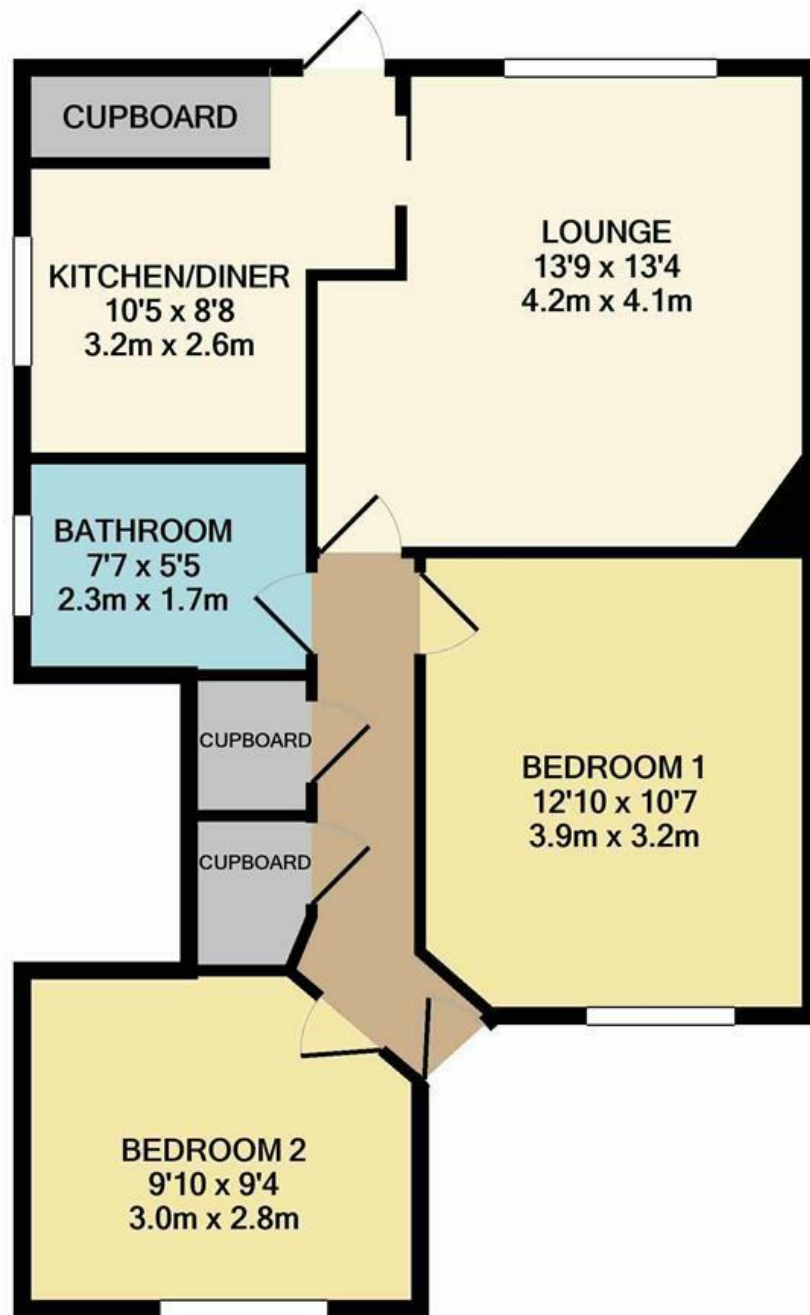 CUPBOARD
LOUNGE
13'9 x 13'4
4.2m x 4.1m
KITCHEN/DINER
10'5 x 8'8
3.2m x 2.6m
BATHROOM
7'7 x 5'5
2.3m x 1.7m
CUPBOARD
BEDROOM 1
12'10 x 10'7
3.9m x 3.2m
CUPBOARD
BEDROOM 2
9'10 x 9'4
3.0m x 2.8m